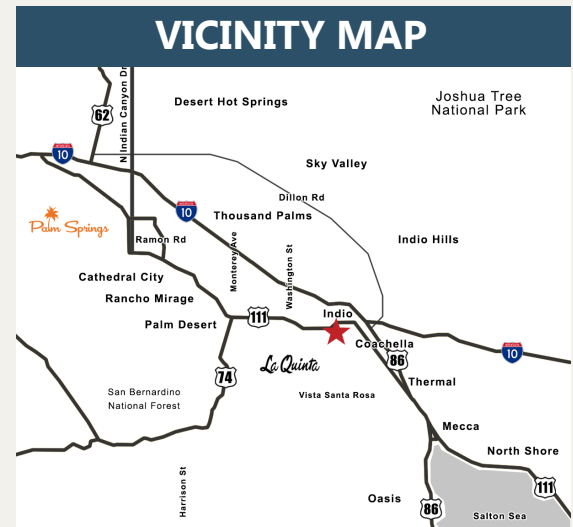 VICINITY MAP
N Indian Canyon Dr
62
Desert Hot Springs
Joshua Tree
National Park
10
Sky Valley
Dillon Rd
10
Thousand Palms
Palm Springs
Ramon Rd
Monterey Ave
Washington St
Indio Hills
Cathedral City
Rancho Mirage
Palm Desert
111
Indio
Coachella
86
10
La Quinta
74
Thermal
San Bernardino
National Forest
Vista Santa Rosa
Mecca
North Shore
Harrison St
111
Oasis
86
Salton Sea